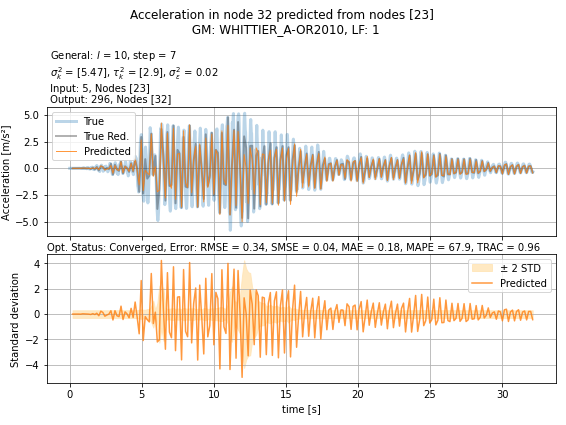 Acceleration in node 32 predicted from nodes [23]
GM: WHITTIER_A-OR2010, LF: 1
General: l = 10, step = 7
σ²ₖ = [5.47], τ²ₖ = [2.9], σ²ε = 0.02
Input: 5, Nodes [23]
Output: 296, Nodes [32]
5.0
2.5
0.0
−2.5
−5.0
Acceleration [m/s²]
True
True Red.
Predicted
Opt. Status: Converged, Error: RMSE = 0.34, SMSE = 0.04, MAE = 0.18, MAPE = 67.9, TRAC = 0.96
4
2
0
−2
−4
Standard deviation
± 2 STD
Predicted
0 5 10 15 20 25 30
time [s]